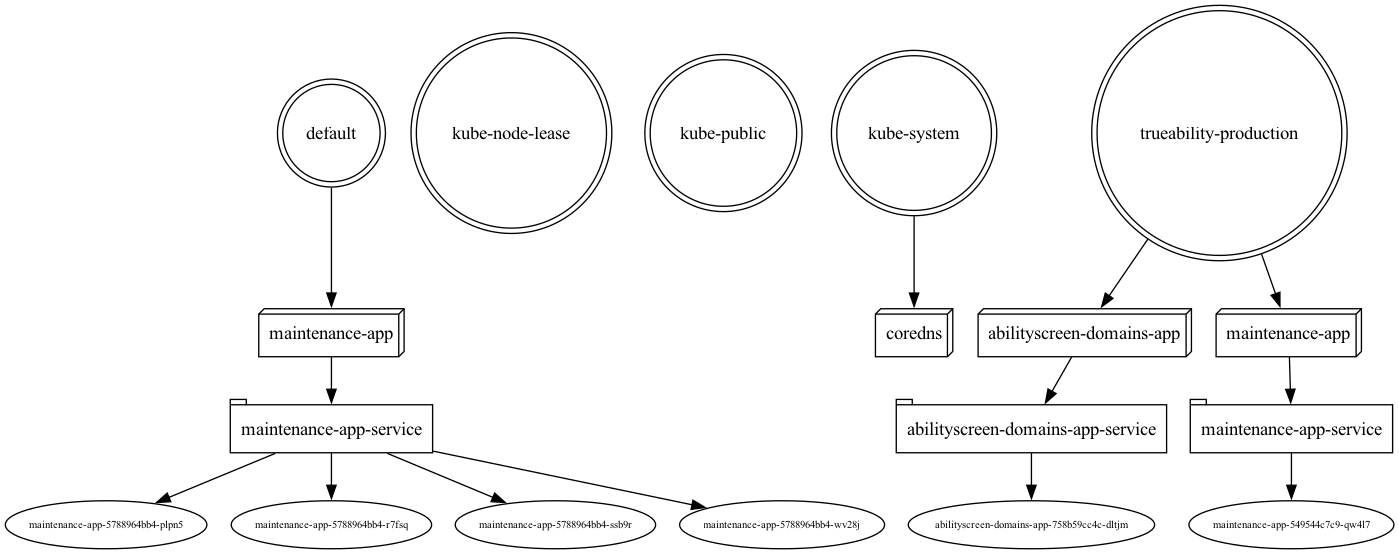 default
kube-node-lease
kube-public
kube-system
trueability-production
maintenance-app
coredns
abilityscreen-domains-app
maintenance-app
maintenance-app-service
abilityscreen-domains-app-service
maintenance-app-service
maintenance-app-5788964bb4-plpn5
maintenance-app-5788964bb4-r7fsq
maintenance-app-5788964bb4-ssb9r
maintenance-app-5788964bb4-wv28j
abilityscreen-domains-app-758b59cc4c-dltjm
maintenance-app-549544c7c9-qw4l7